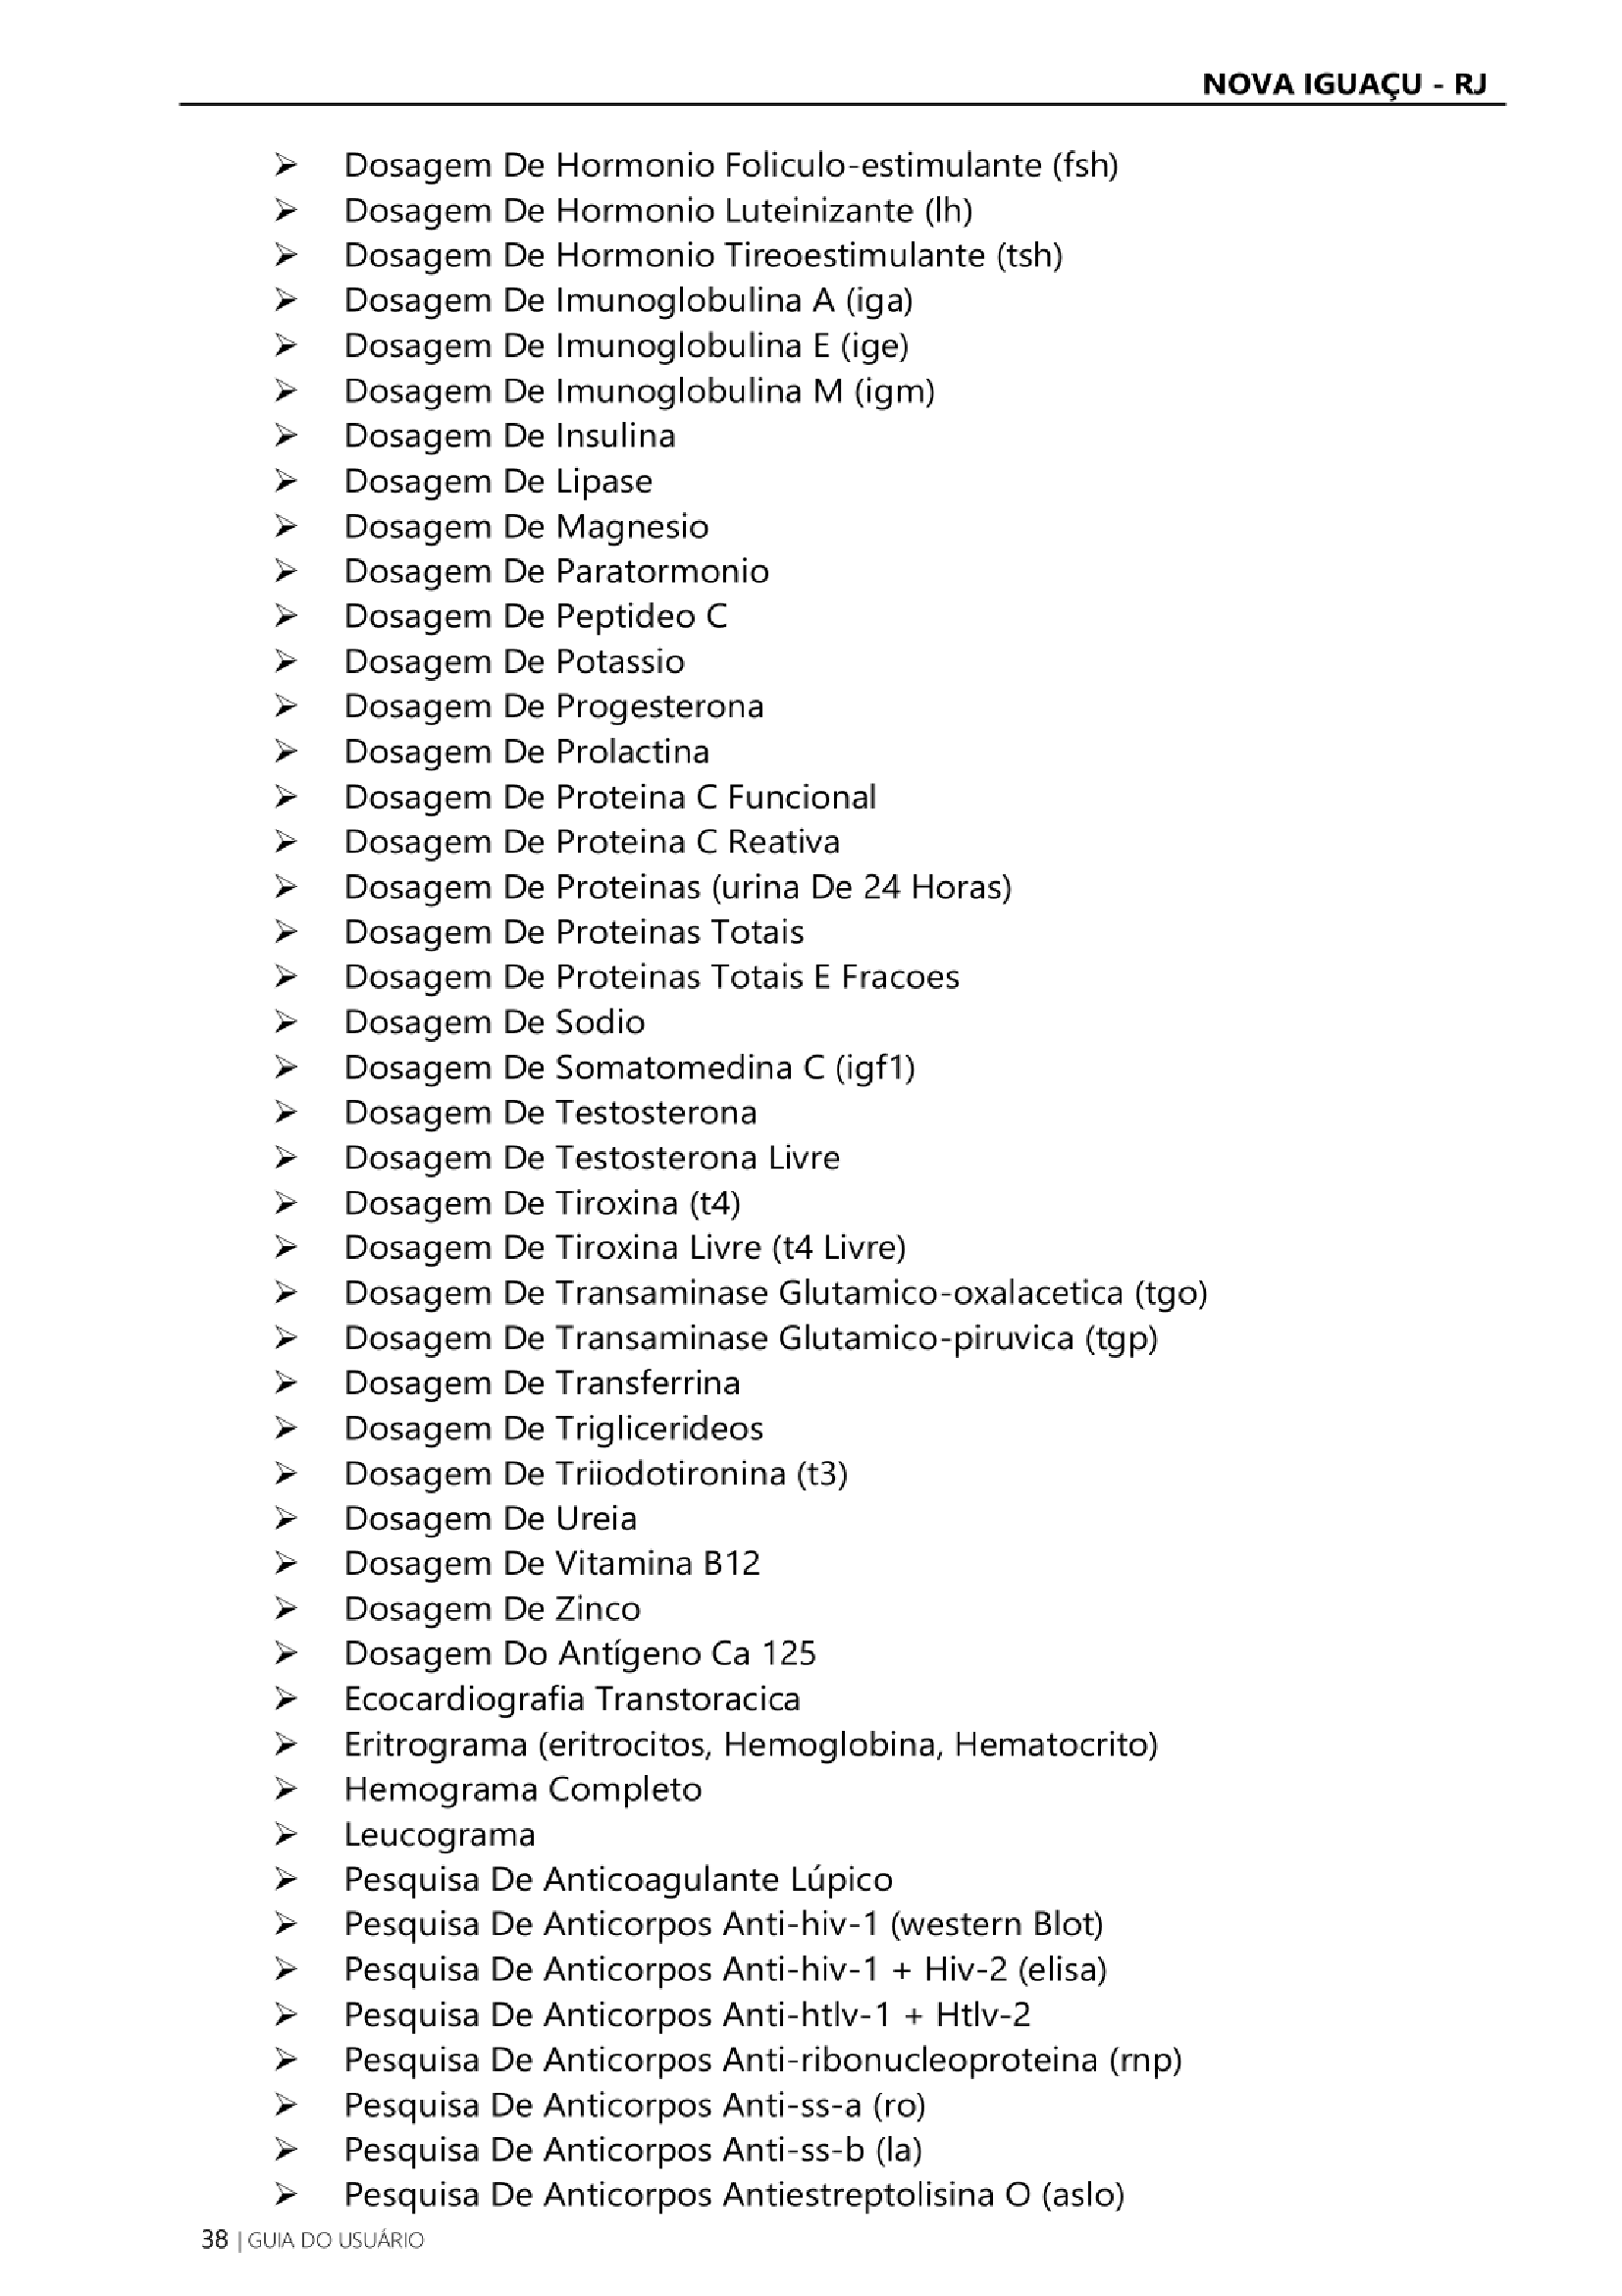 NOVA IGUAÇU - RJ
➢ Dosagem De Hormonio Foliculo-estimulante (fsh)
➢ Dosagem De Hormonio Luteinizante (lh)
➢ Dosagem De Hormonio Tireoestimulante (tsh)
➢ Dosagem De Imunoglobulina A (iga)
➢ Dosagem De Imunoglobulina E (ige)
➢ Dosagem De Imunoglobulina M (igm)
➢ Dosagem De Insulina
➢ Dosagem De Lipase
➢ Dosagem De Magnesio
➢ Dosagem De Paratormonio
➢ Dosagem De Peptideo C
➢ Dosagem De Potassio
➢ Dosagem De Progesterona
➢ Dosagem De Prolactina
➢ Dosagem De Proteina C Funcional
➢ Dosagem De Proteina C Reativa
➢ Dosagem De Proteinas (urina De 24 Horas)
➢ Dosagem De Proteinas Totais
➢ Dosagem De Proteinas Totais E Fracoes
➢ Dosagem De Sodio
➢ Dosagem De Somatomedina C (igf1)
➢ Dosagem De Testosterona
➢ Dosagem De Testosterona Livre
➢ Dosagem De Tiroxina (t4)
➢ Dosagem De Tiroxina Livre (t4 Livre)
➢ Dosagem De Transaminase Glutamico-oxalacetica (tgo)
➢ Dosagem De Transaminase Glutamico-piruvica (tgp)
➢ Dosagem De Transferrina
➢ Dosagem De Triglicerideos
➢ Dosagem De Triiodotironina (t3)
➢ Dosagem De Ureia
➢ Dosagem De Vitamina B12
➢ Dosagem De Zinco
➢ Dosagem Do Antígeno Ca 125
➢ Ecocardiografia Transtoracica
➢ Eritrograma (eritrocitos, Hemoglobina, Hematocrito)
➢ Hemograma Completo
➢ Leucograma
➢ Pesquisa De Anticoagulante Lúpico
➢ Pesquisa De Anticorpos Anti-hiv-1 (western Blot)
➢ Pesquisa De Anticorpos Anti-hiv-1 + Hiv-2 (elisa)
➢ Pesquisa De Anticorpos Anti-htlv-1 + Htlv-2
➢ Pesquisa De Anticorpos Anti-ribonucleoproteina (rnp)
➢ Pesquisa De Anticorpos Anti-ss-a (ro)
➢ Pesquisa De Anticorpos Anti-ss-b (la)
➢ Pesquisa De Anticorpos Antiestreptolisina O (aslo)
38 | GUIA DO USUÁRIO